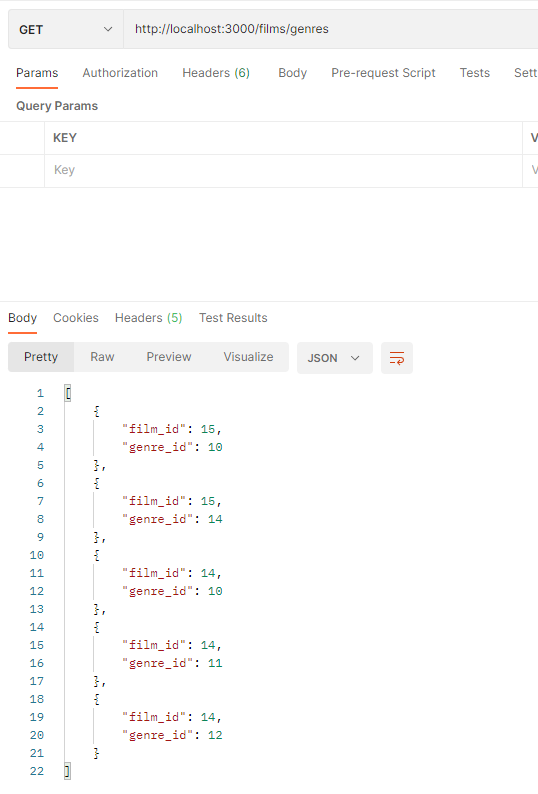 GET http://localhost:3000/films/genres
Params Authorization Headers (6) Body Pre-request Script Tests Sett
Query Params
KEY V
Key V
Body Cookies Headers (5) Test Results
Pretty Raw Preview Visualize JSON
1 [
2 {
3 "film_id": 15,
4 "genre_id": 10
5 },
6 {
7 "film_id": 15,
8 "genre_id": 14
9 },
10 {
11 "film_id": 14,
12 "genre_id": 10
13 },
14 {
15 "film_id": 14,
16 "genre_id": 11
17 },
18 {
19 "film_id": 14,
20 "genre_id": 12
21 }
22 ]